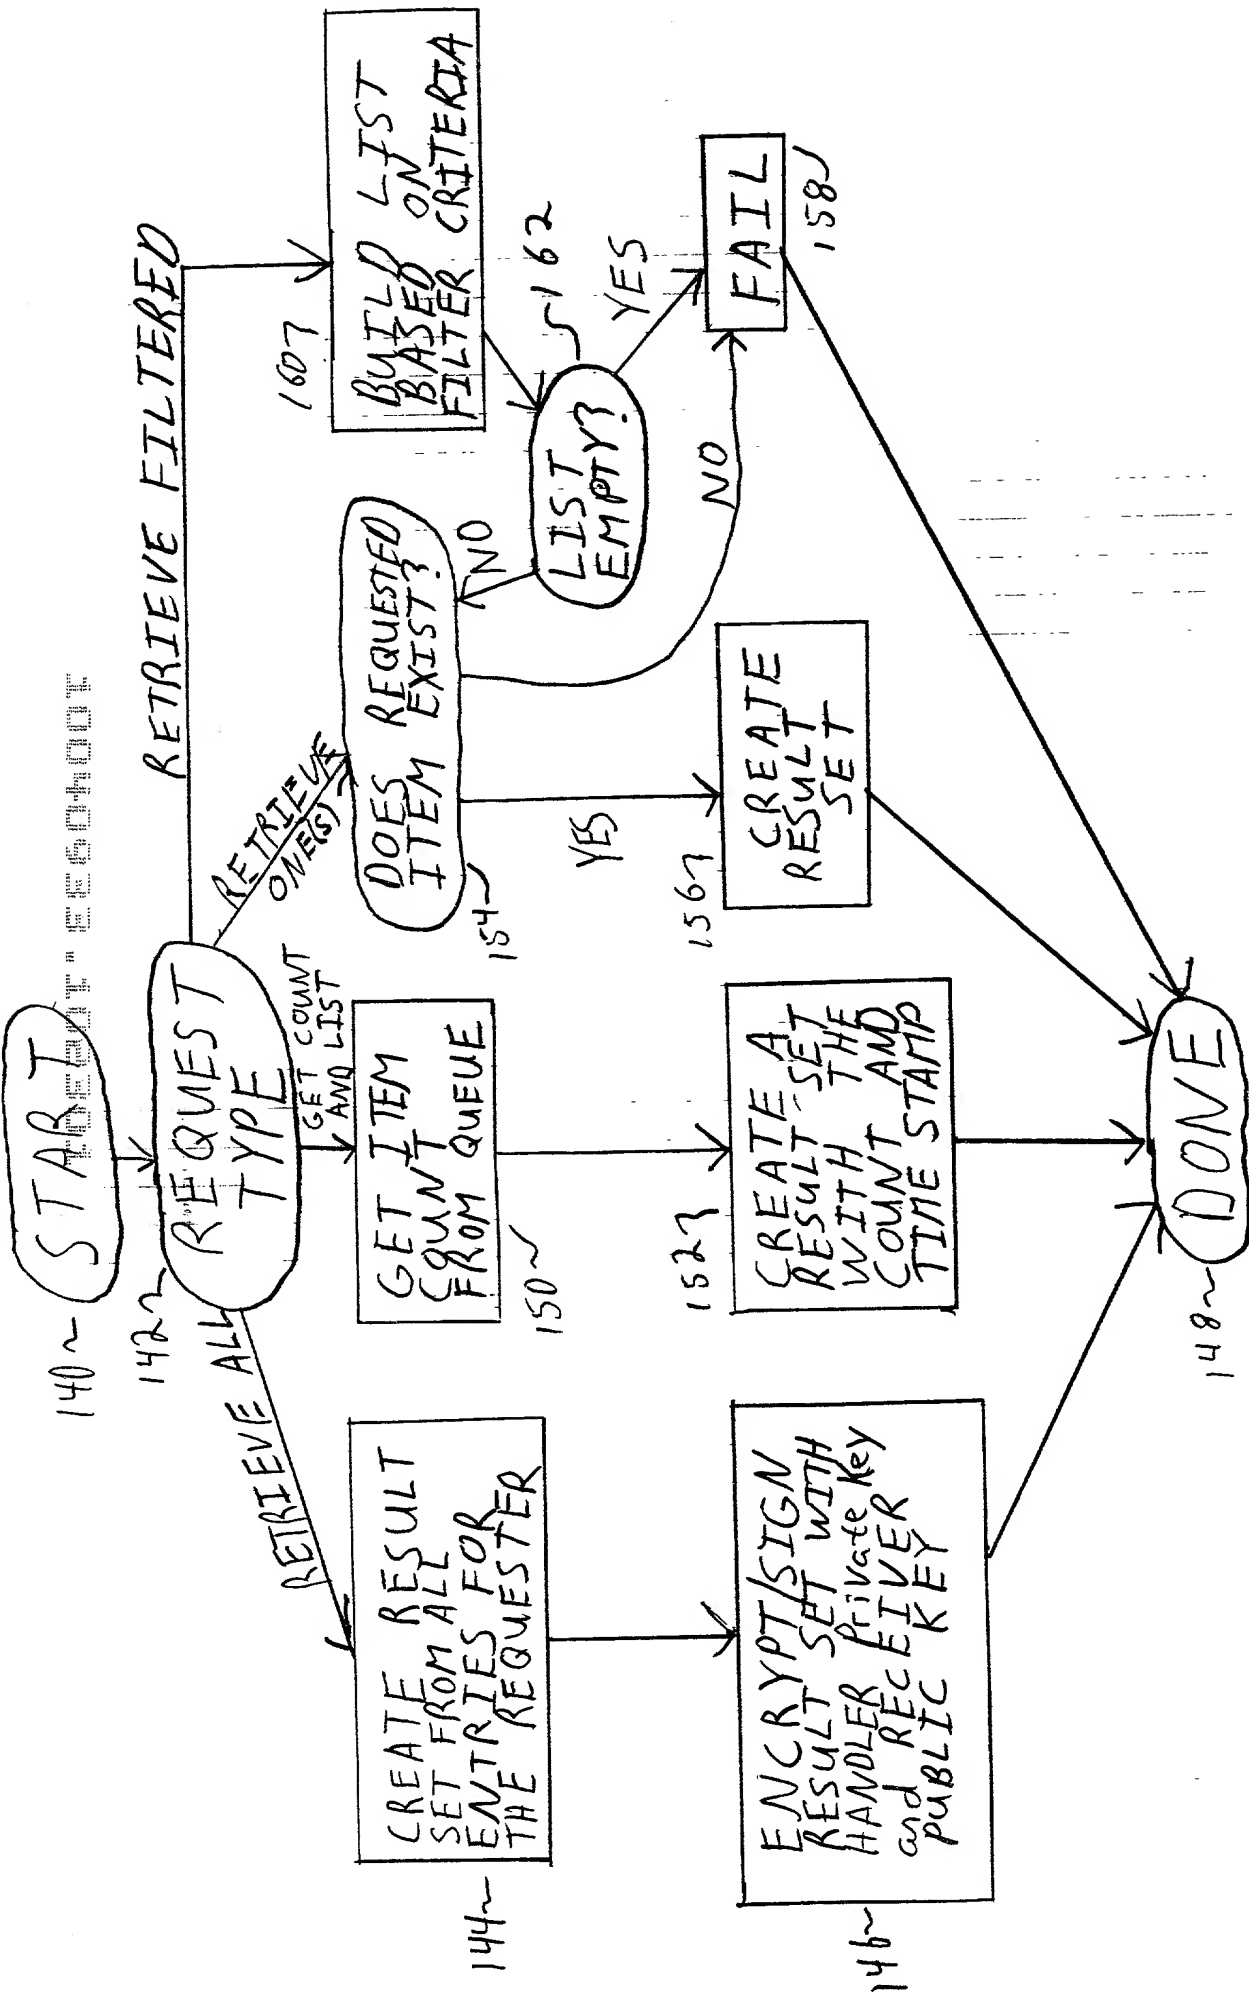 START
140
REQUEST
TYPE
142
RETRIEVE ALL
GET COUNT
AND LIST
RETRIEVE
ONE(S)
RETRIEVE FILTERED
CREATE RESULT
SET FROM ALL
ENTRIES FOR
THE REQUESTER
144
GET ITEM
COUNT
FROM QUEUE
150
DOES REQUESTED
ITEM EXIST?
154
160
BUILD LIST
BASED ON
FILTER CRITERIA
NO
LIST
EMPTY?
162
YES
YES
NO
ENCRYPT/SIGN
RESULT SET WITH
HANDLER Private Key
and RECEIVER
PUBLIC KEY
146
152
CREATE A
RESULT SET
WITH THE
COUNT AND
TIME STAMP
156
CREATE
RESULT
SET
FAIL
158
DONE
148